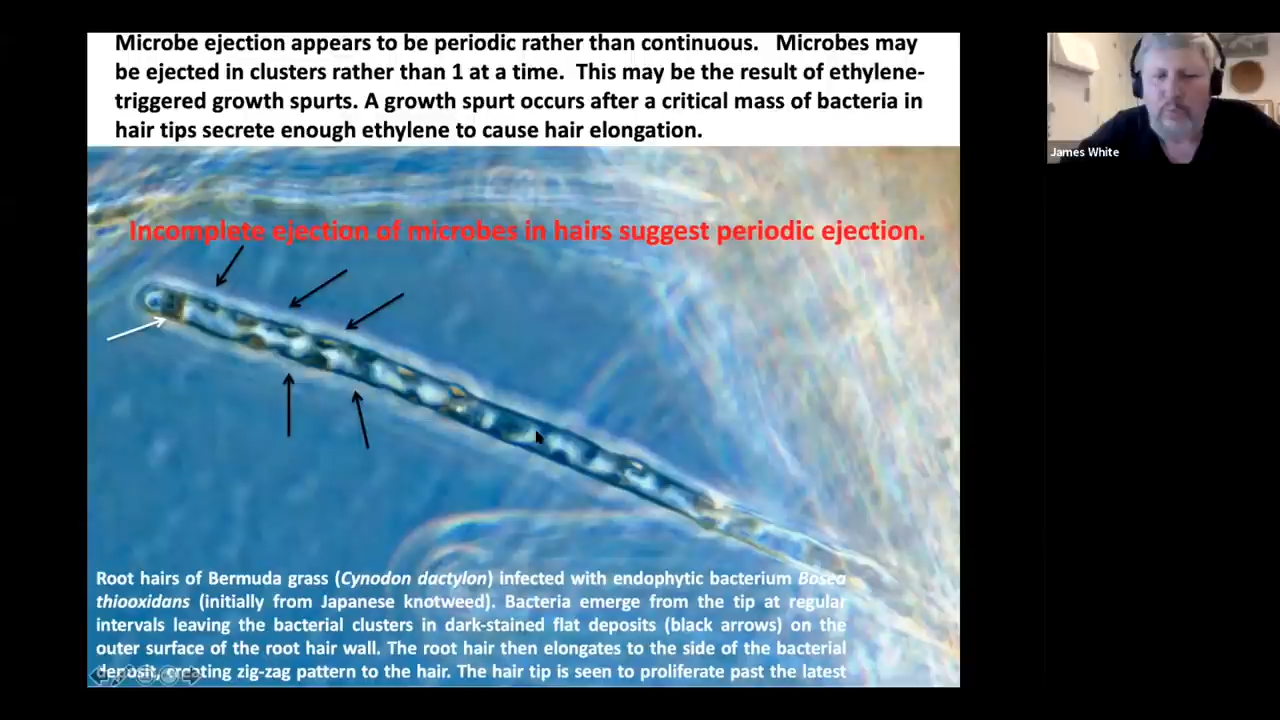 Microbe ejection appears to be periodic rather than continuous. Microbes may
be ejected in clusters rather than 1 at a time. This may be the result of ethylene-
triggered growth spurts. A growth spurt occurs after a critical mass of bacteria in
hair tips secrete enough ethylene to cause hair elongation.
James White
Incomplete ejection of microbes in hairs suggest periodic ejection.
Root hairs of Bermuda grass (Cynodon dactylon) infected with endophytic bacterium Bosea
thiooxidans (initially from Japanese knotweed). Bacteria emerge from the tip at regular
intervals leaving the bacterial clusters in dark-stained flat deposits (black arrows) on the
outer surface of the root hair wall. The root hair then elongates to the side of the bacterial
deposit, creating zig-zag pattern to the hair. The hair tip is seen to proliferate past the latest